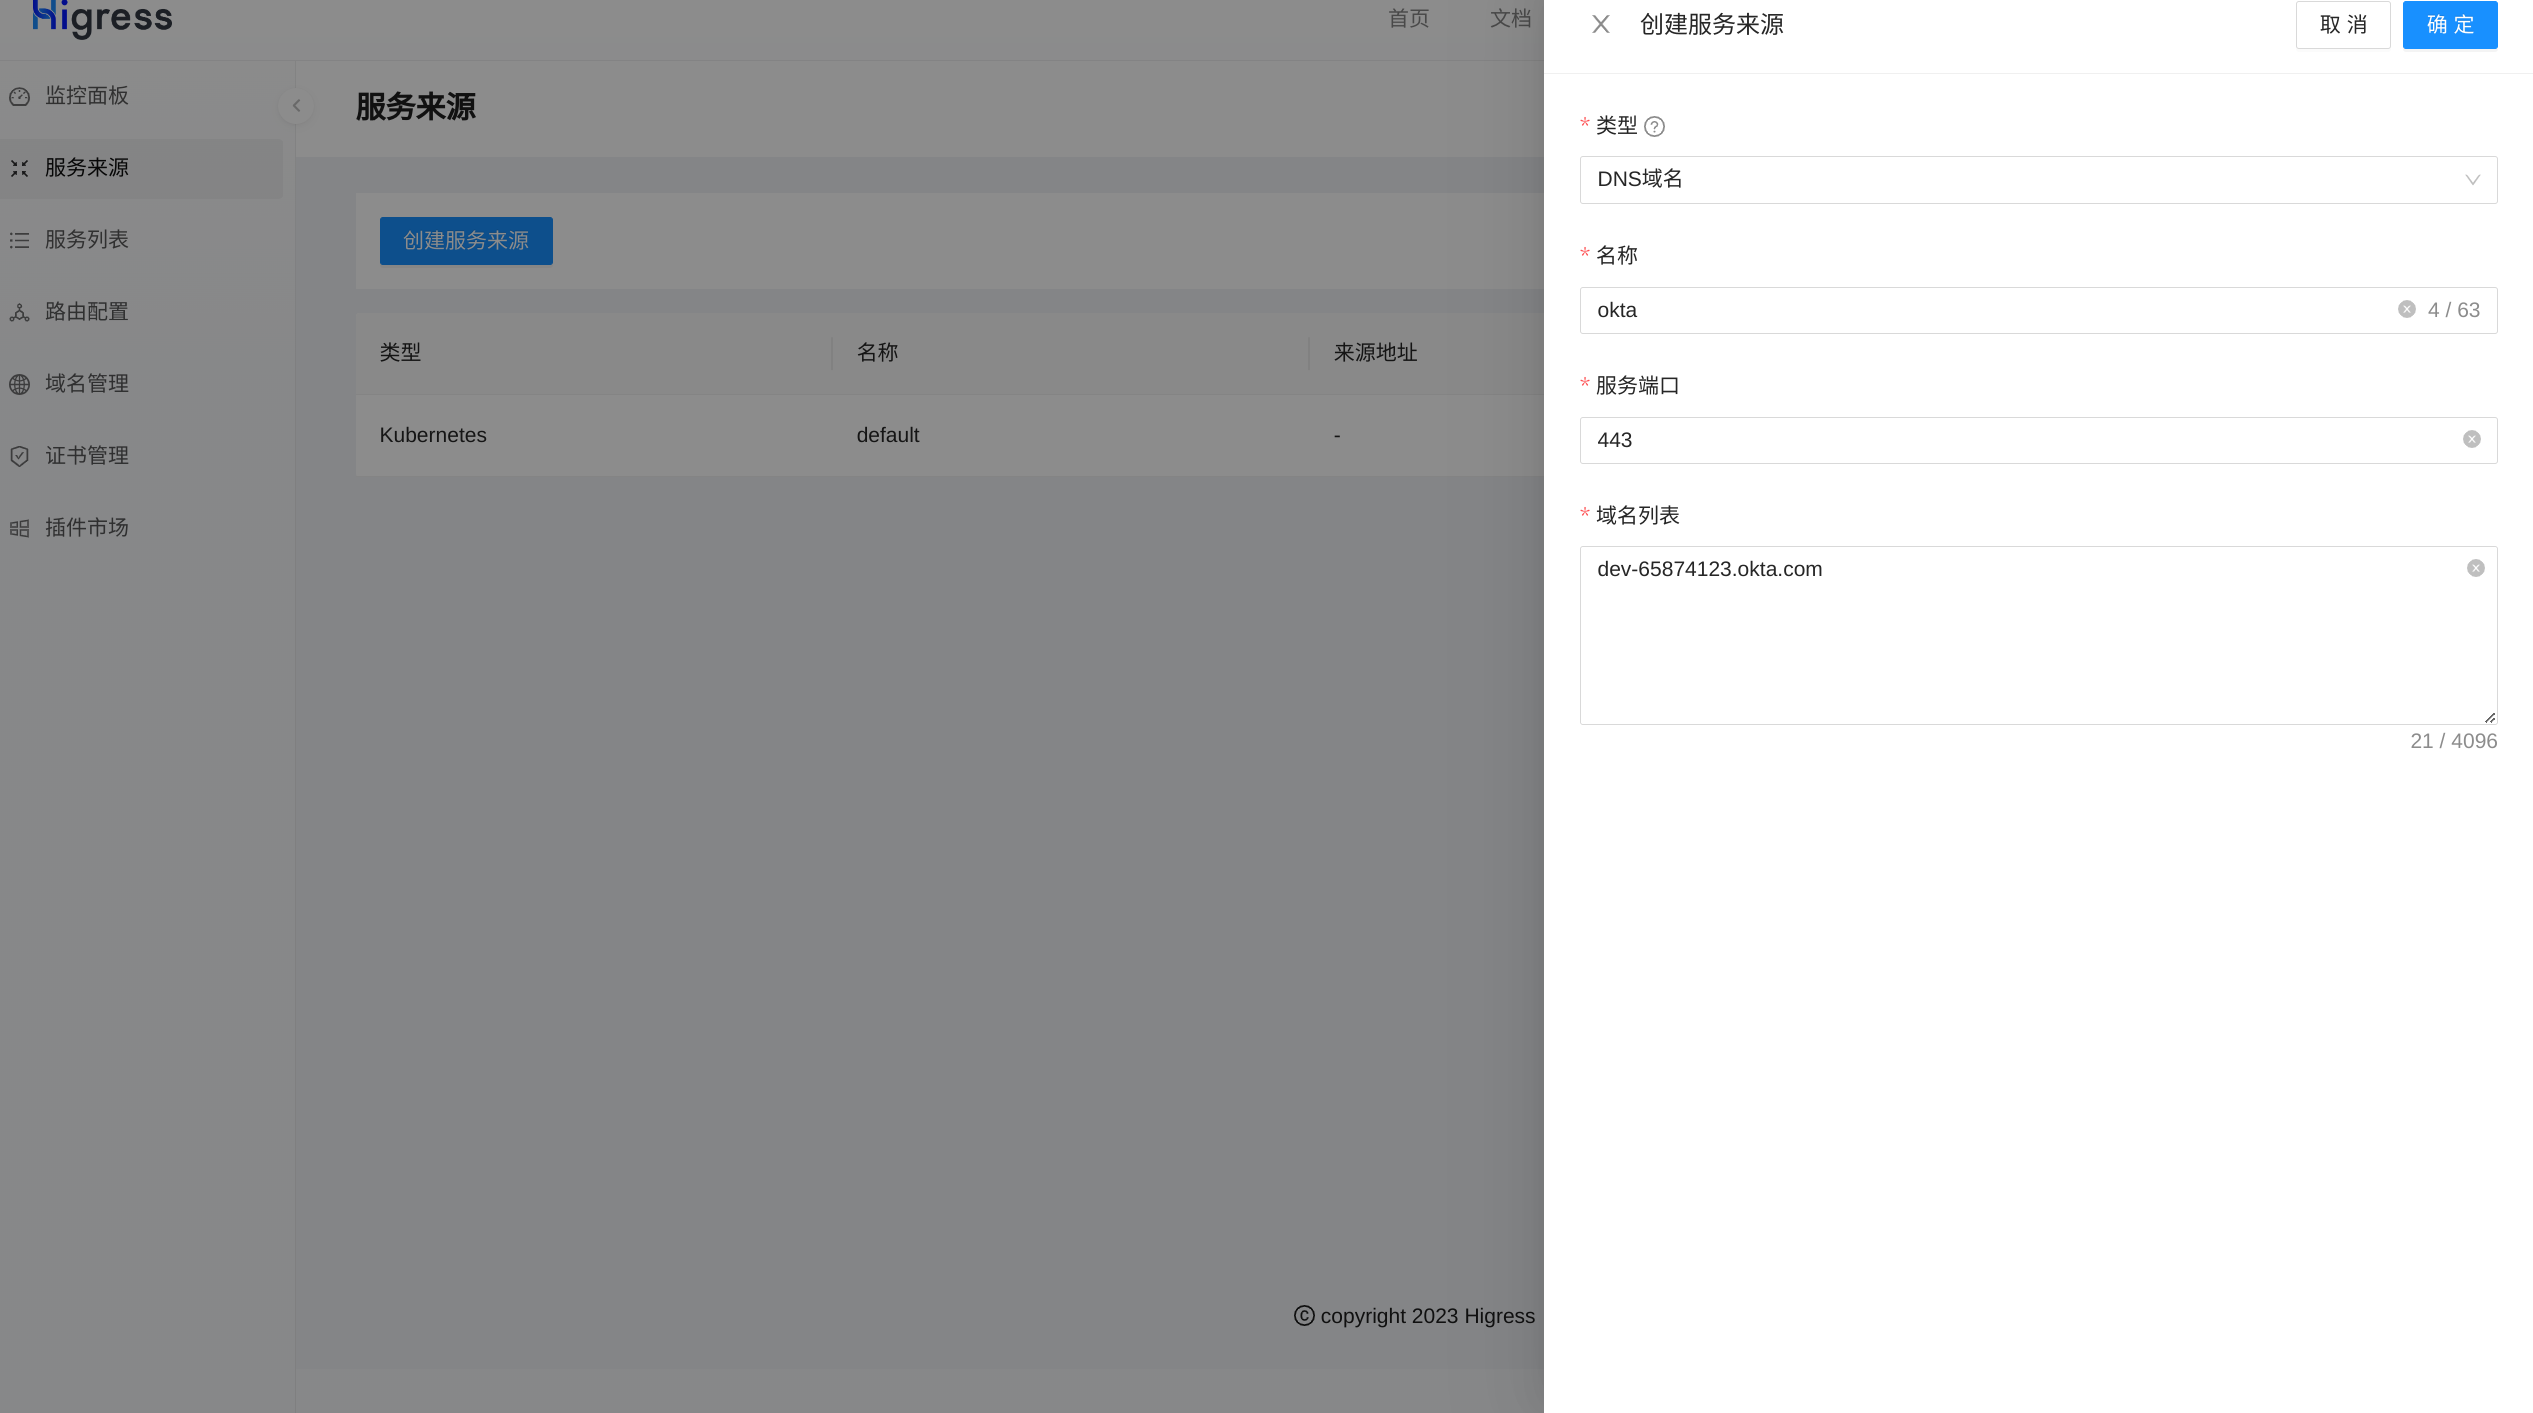 Higress
首页
文档
监控面板
服务来源
服务列表
路由配置
域名管理
证书管理
插件市场
服务来源
创建服务来源
类型
名称
来源地址
Kubernetes
default
-
© copyright 2023 Higress
创建服务来源
取 消
确 定
* 类型
DNS域名
* 名称
okta
4 / 63
* 服务端口
443
* 域名列表
dev-65874123.okta.com
21 / 4096